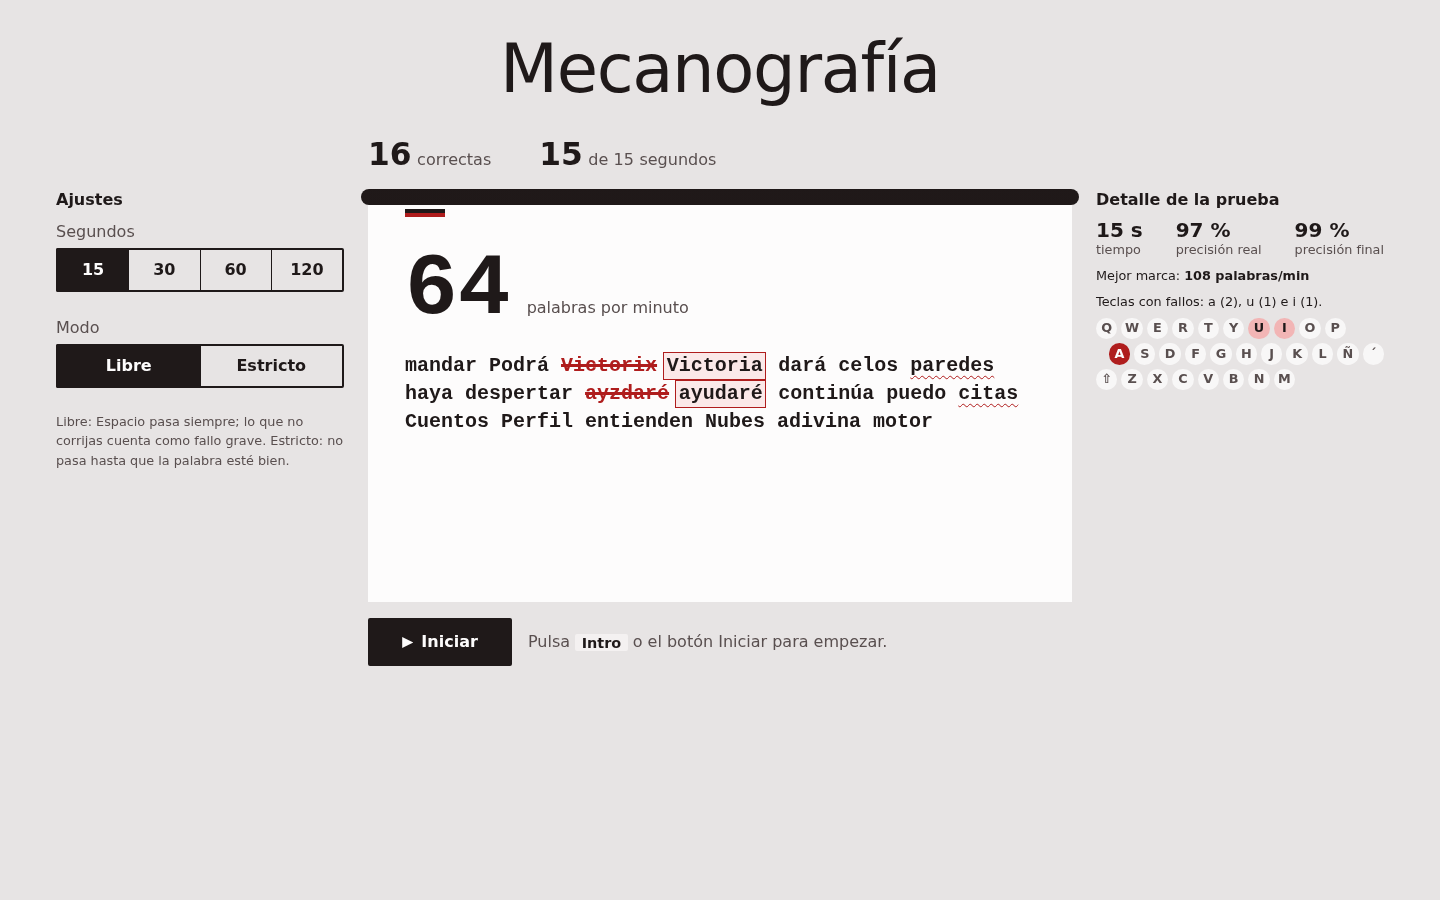 Mecanografía
16 correctas 15 de 15 segundos
Ajustes
Segundos
15 30 60 120
Modo
Libre Estricto
Libre: Espacio pasa siempre; lo que no
corrijas cuenta como fallo grave. Estricto: no
pasa hasta que la palabra esté bien.
64 palabras por minuto
mandar Podrá Victorix Victoria dará celos paredes
haya despertar ayzdaré ayudaré continúa puedo citas
Cuentos Perfil entienden Nubes adivina motor
▶ Iniciar Pulsa Intro o el botón Iniciar para empezar.
Detalle de la prueba
15 s 97 % 99 %
tiempo precisión real precisión final
Mejor marca: 108 palabras/min
Teclas con fallos: a (2), u (1) e i (1).
Q W E R T Y U I O P
A S D F G H J K L Ñ ´
⇧ Z X C V B N M